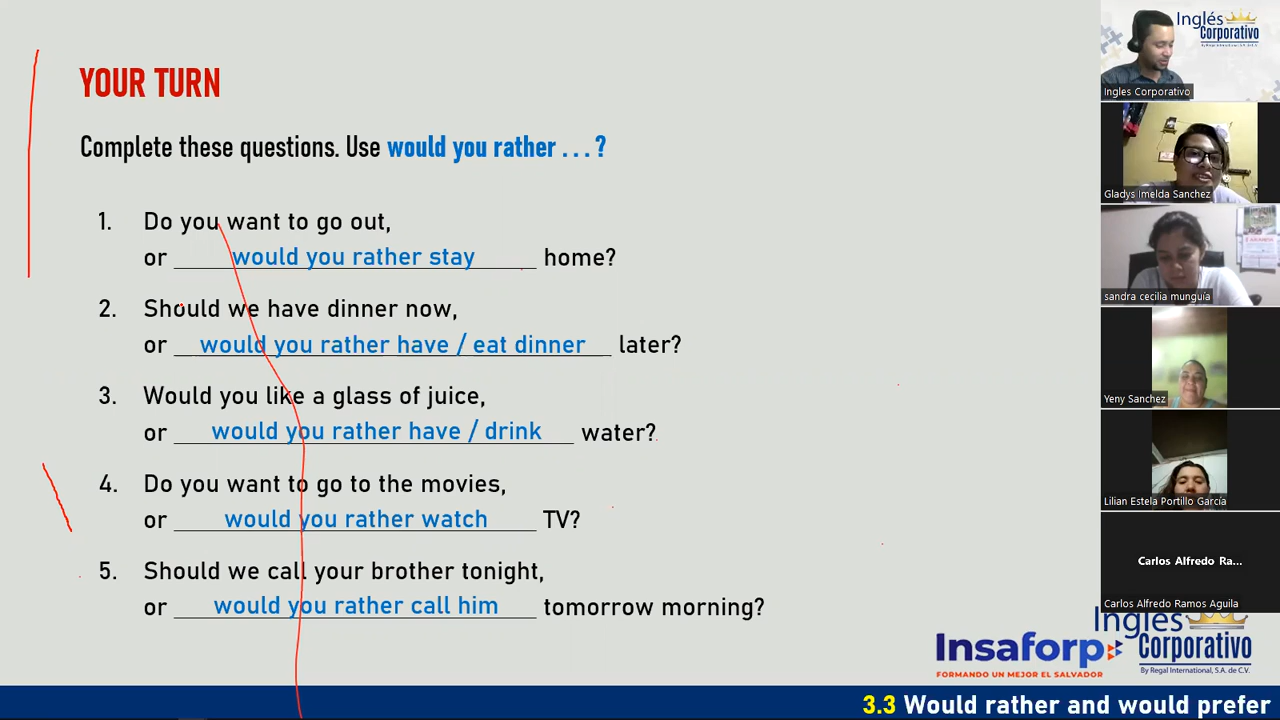 YOUR TURN
Complete these questions. Use would you rather . . . ?
1. Do you want to go out,
or would you rather stay home?
2. Should we have dinner now,
or would you rather have / eat dinner later?
3. Would you like a glass of juice,
or would you rather have / drink water?
4. Do you want to go to the movies,
or would you rather watch TV?
5. Should we call your brother tonight,
or would you rather call him tomorrow morning?
Inglés
Corporativo
By Regal International, S.A. de C.V.
Ingles Corporativo
Gladys Imelda Sanchez
sandra cecilia munguía
Yeny Sanchez
Lilian Estela Portillo García
Carlos Alfredo Ra...
Carlos Alfredo Ramos Aguila
Insaforp
FORMANDO UN MEJOR EL SALVADOR
Inglés
Corporativo
By Regal International, S.A. de C.V.
3.3 Would rather and would prefer